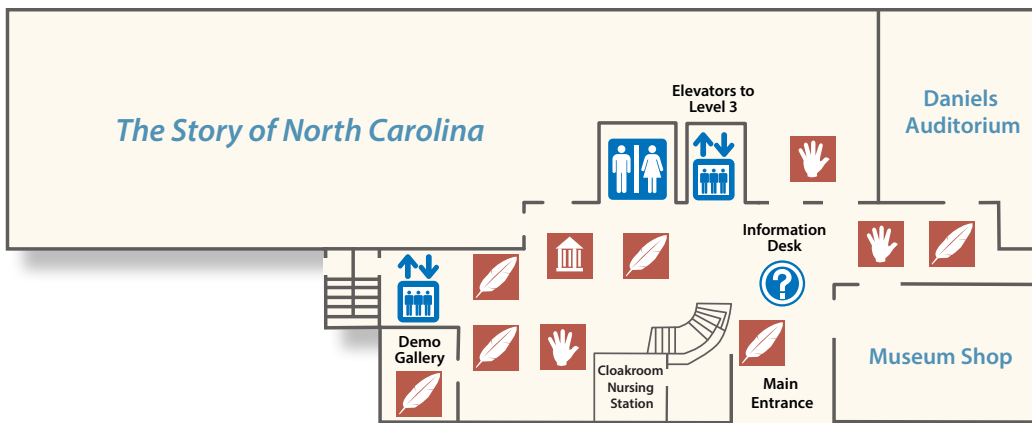 Elevators to
Level 3
The Story of North Carolina
Daniels
Auditorium
Information
Desk
?
Demo
Gallery
Cloakroom
Nursing
Station
Main
Entrance
Museum Shop